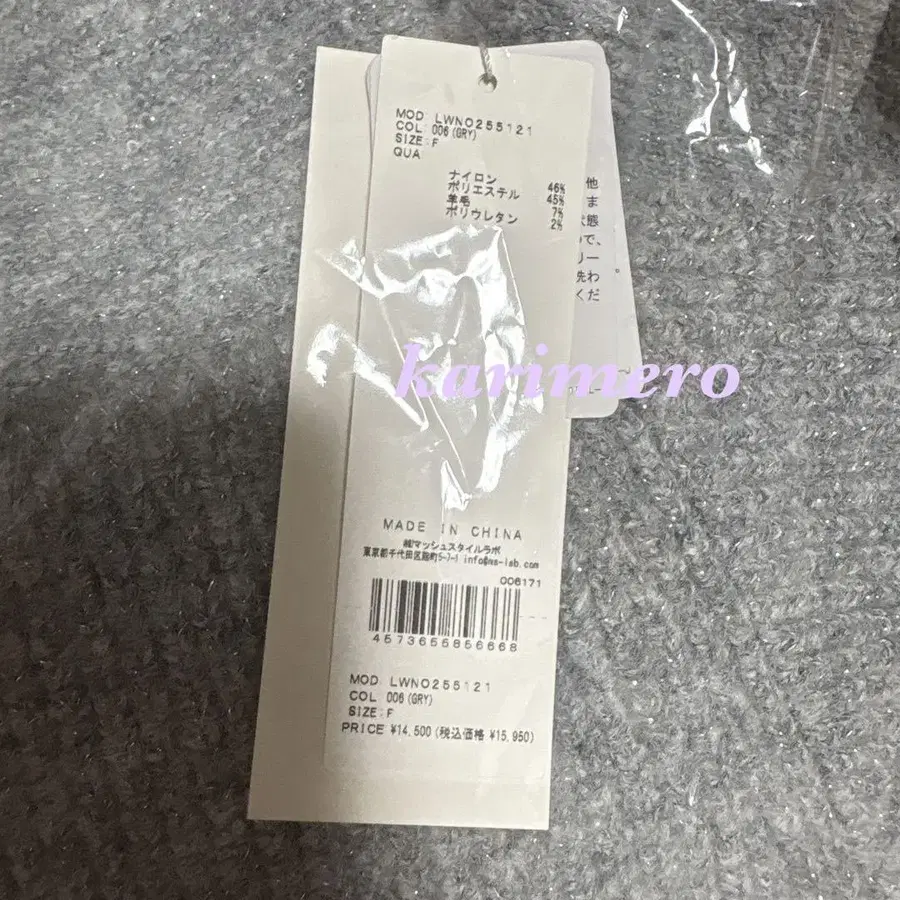 MOD LWNO255121
COL: 006(GRY)
SIZE:F
QUA
ナイロン 46%
ポリエステル 45%
羊毛 7%
ポリウレタン 2%
他
ま
状態
で、
リー
洗わ
。
くだ
karimero
MADE IN CHINA
㈱マッシュスタイルラボ
東京都千代田区麹町5-7-1 info@ms-lab.com
006171
4573655856668
MOD LWNO255121
COL 006(GRY)
SIZE:F
PRICE ¥14,500(税込価格 ¥15,950)